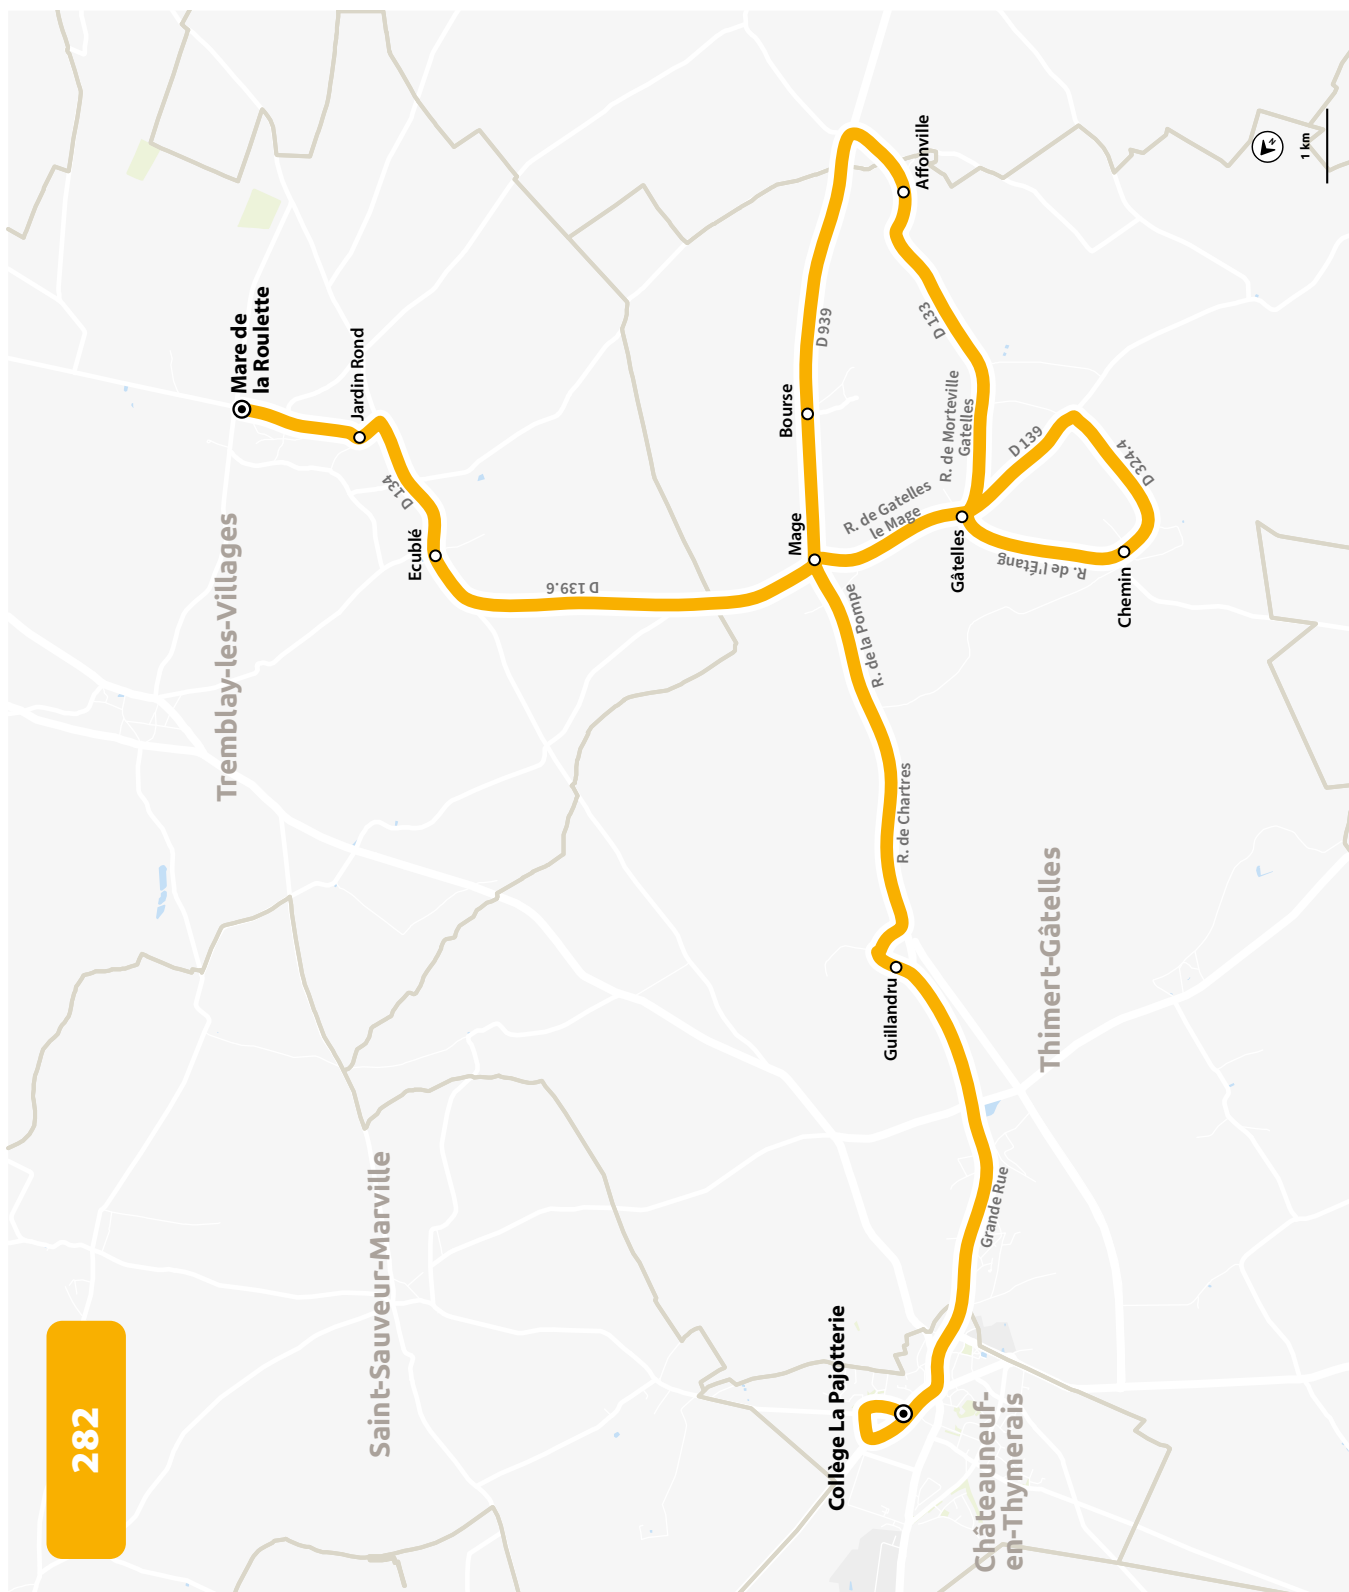 282
Tremblay-les-Villages
Saint-Sauveur-Marville
Thimert-Gâtelles
Châteauneuf-
en-Thymerais
Mare de
la Roulette
Jardin Rond
D 134
Ecublé
D 139.6
Mage
Bourse
D 939
Affonville
D 133
R. de Morteville
Gatelles
R. de Gatelles
le Mage
Gâtelles
D 139
D 324.4
R. de l'Étang
Chemin
R. de la Pompe
R. de Chartres
Guillandru
Grande Rue
Collège La Pajotterie
N
1 km